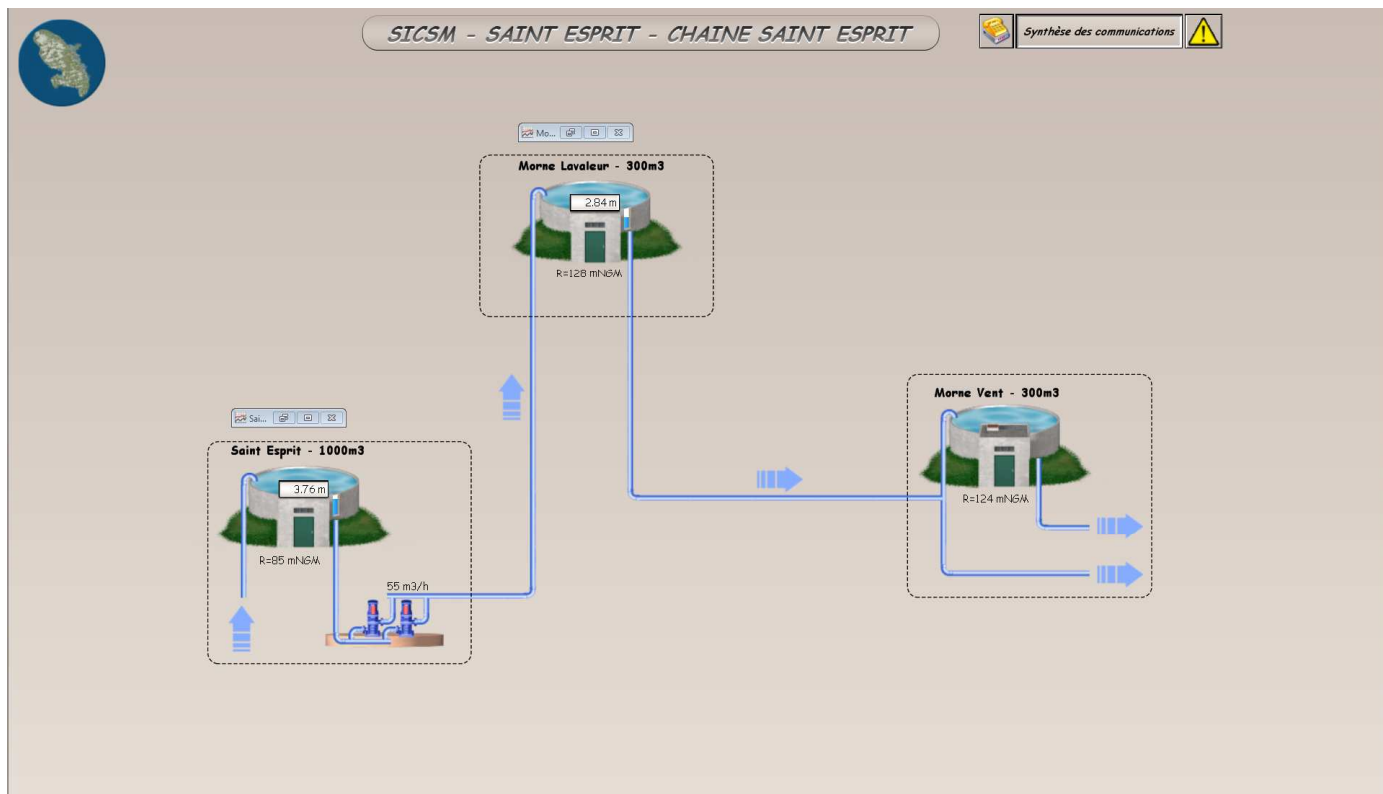 SICSM - SAINT ESPRIT - CHAINE SAINT ESPRIT
Synthèse des communications
Mo...
Morne Lavaleur - 300m3
2.84 m
R=128 mNGM
Morne Vent - 300m3
R=124 mNGM
Sai...
Saint Esprit - 1000m3
3.76 m
R=85 mNGM
55 m3/h